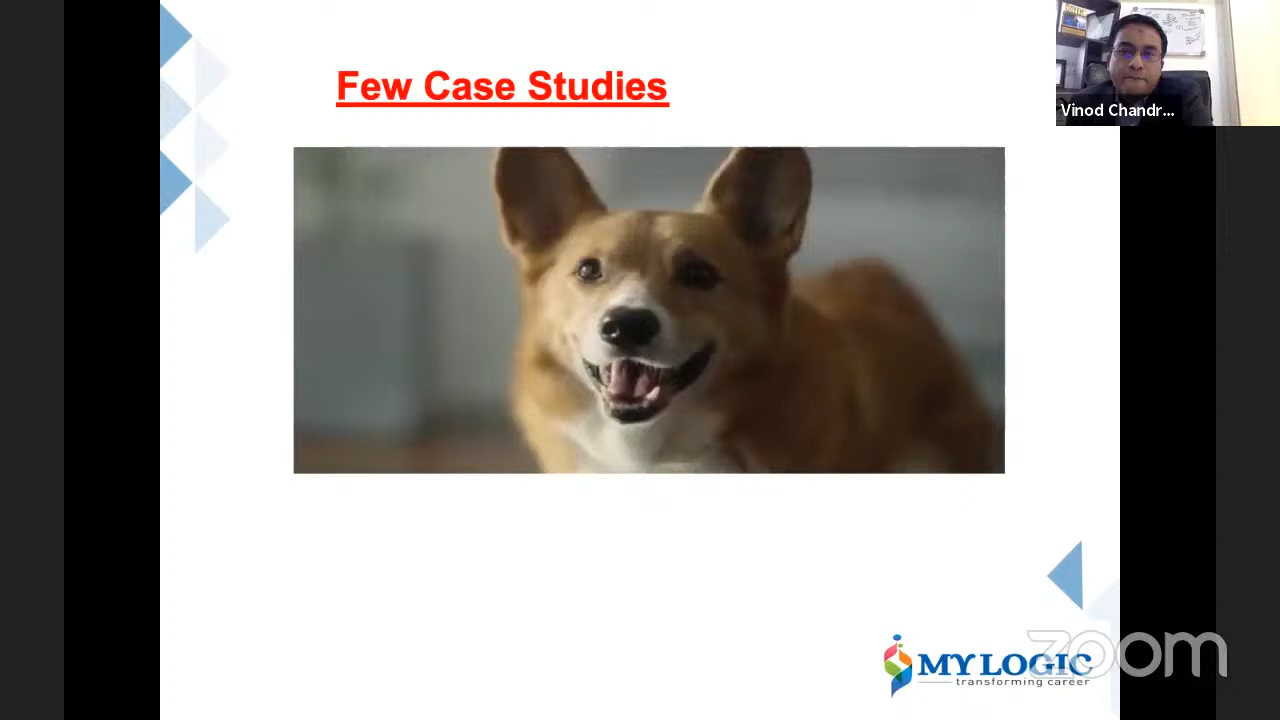 Few Case Studies
Vinod Chandr...
MY LOGIC
transforming career
zoom